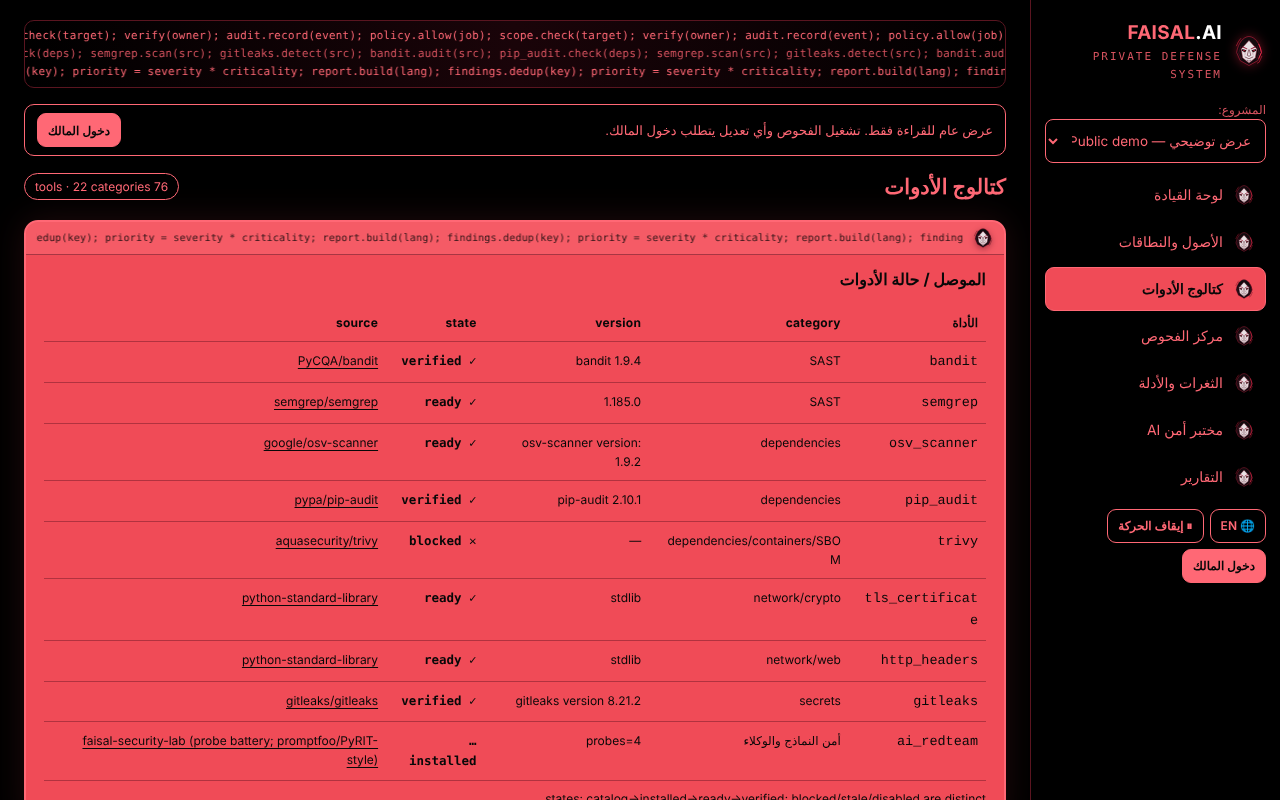 check(target); verify(owner); audit.record(event); policy.allow(job); scope.check(target); verify(owner); audit.record(event); policy.allow(job)
ck(deps); semgrep.scan(src); gitleaks.detect(src); bandit.audit(src); pip_audit.check(deps); semgrep.scan(src); gitleaks.detect(src); bandit.aud
(key); priority = severity * criticality; report.build(lang); findings.dedup(key); priority = severity * criticality; report.build(lang); findin
FAISAL.AI
PRIVATE DEFENSE
SYSTEM
المشروع:
عرض توضيحي — Public demo
لوحة القيادة
الأصول والنطاقات
كتالوج الأدوات
مركز الفحوص
الثغرات والأدلة
مختبر أمن AI
التقارير
🌐 EN
⏸ إيقاف الحركة
دخول المالك
عرض عام للقراءة فقط. تشغيل الفحوص وأي تعديل يتطلب دخول المالك.
دخول المالك
كتالوج الأدوات
tools · 22 categories 76
edup(key); priority = severity * criticality; report.build(lang); findings.dedup(key); priority = severity * criticality; report.build(lang); finding
الموصل / حالة الأدوات
الأداة category version state source
bandit SAST bandit 1.9.4 verified ✓ PyCQA/bandit
semgrep SAST 1.185.0 ready ✓ semgrep/semgrep
osv_scanner dependencies osv-scanner version: ready ✓ google/osv-scanner
1.9.2
pip_audit dependencies pip-audit 2.10.1 verified ✓ pypa/pip-audit
trivy dependencies/containers/SBO — blocked × aquasecurity/trivy
M
tls_certificat network/crypto stdlib ready ✓ python-standard-library
e
http_headers network/web stdlib ready ✓ python-standard-library
gitleaks secrets gitleaks version 8.21.2 verified ✓ gitleaks/gitleaks
ai_redteam أمن النماذج والوكلاء probes=4 … faisal-security-lab (probe battery; promptfoo/PyRIT-
installed style)
states: catalog→installed→ready→verified; blocked/stale/disabled are distinct